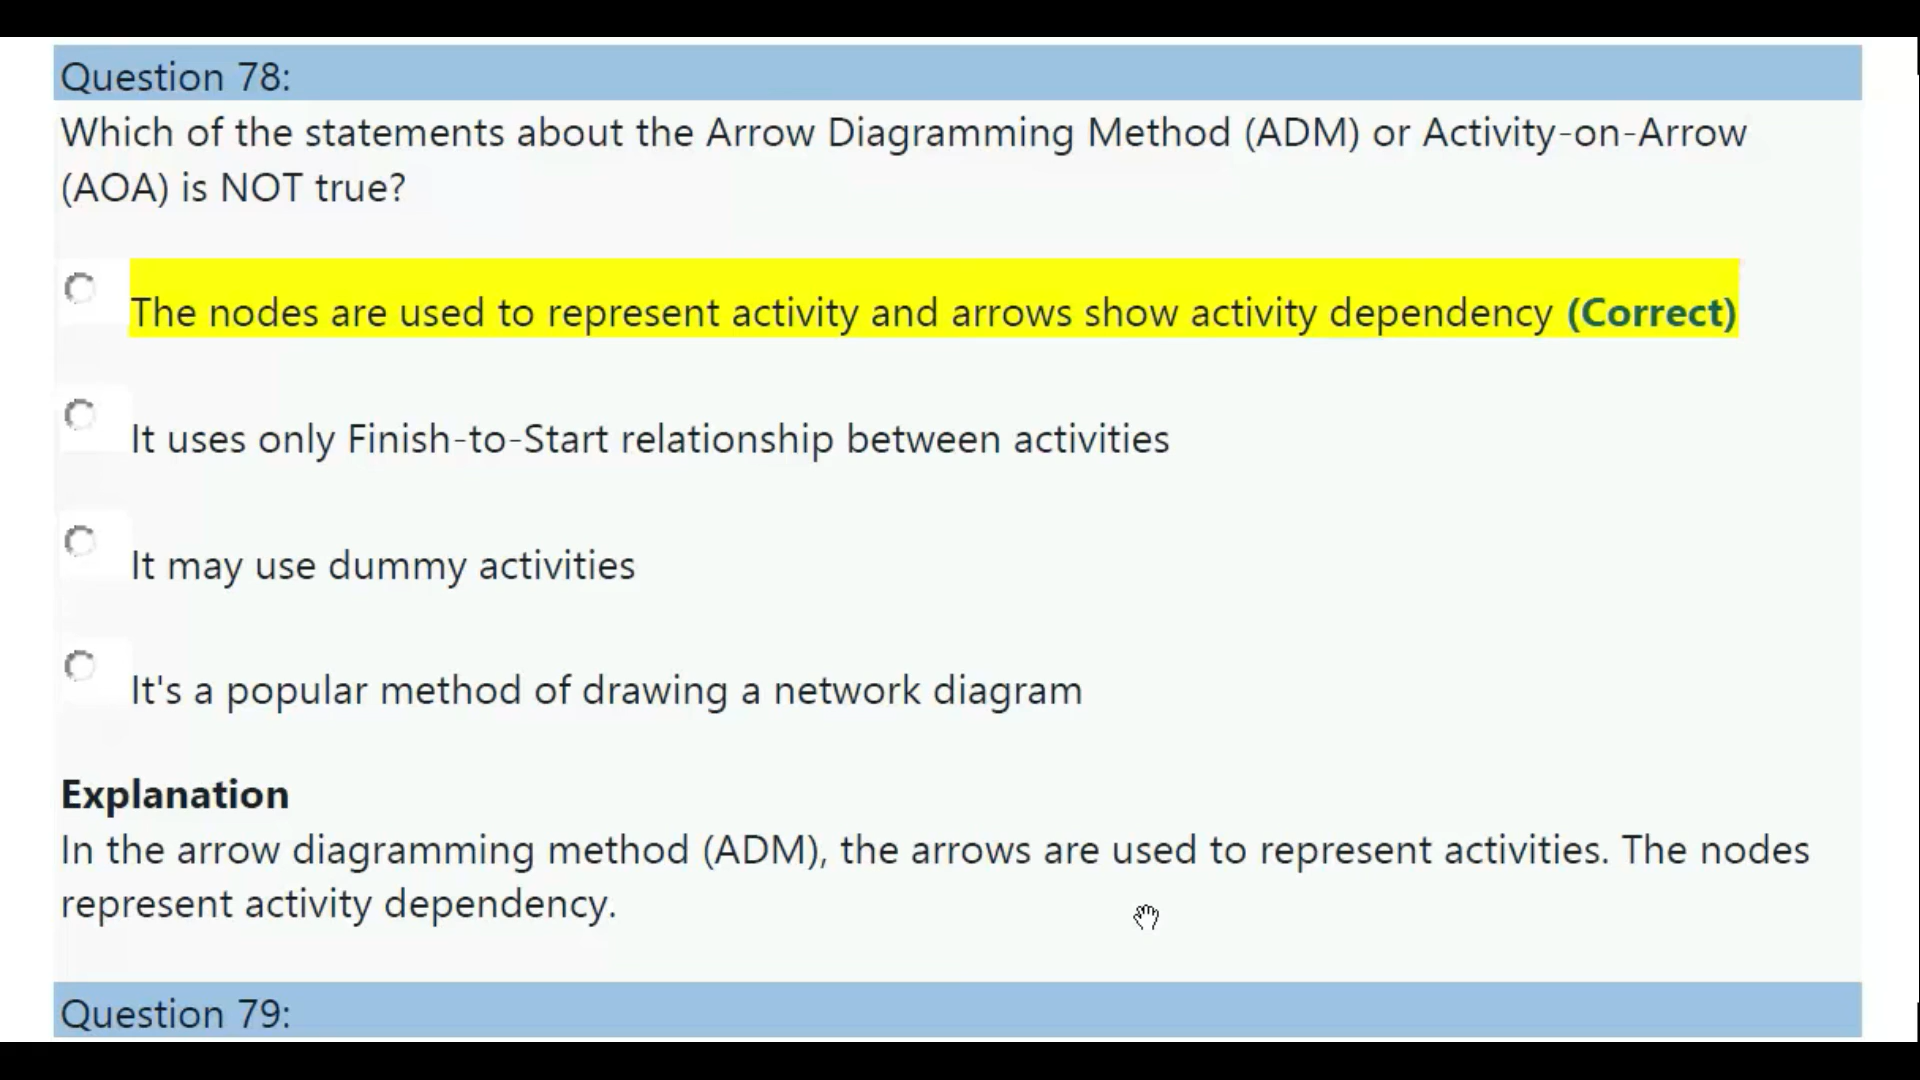 Question 78:
Which of the statements about the Arrow Diagramming Method (ADM) or Activity-on-Arrow
(AOA) is NOT true?
The nodes are used to represent activity and arrows show activity dependency (Correct)
It uses only Finish-to-Start relationship between activities
It may use dummy activities
It's a popular method of drawing a network diagram
Explanation
In the arrow diagramming method (ADM), the arrows are used to represent activities. The nodes
represent activity dependency.
Question 79: